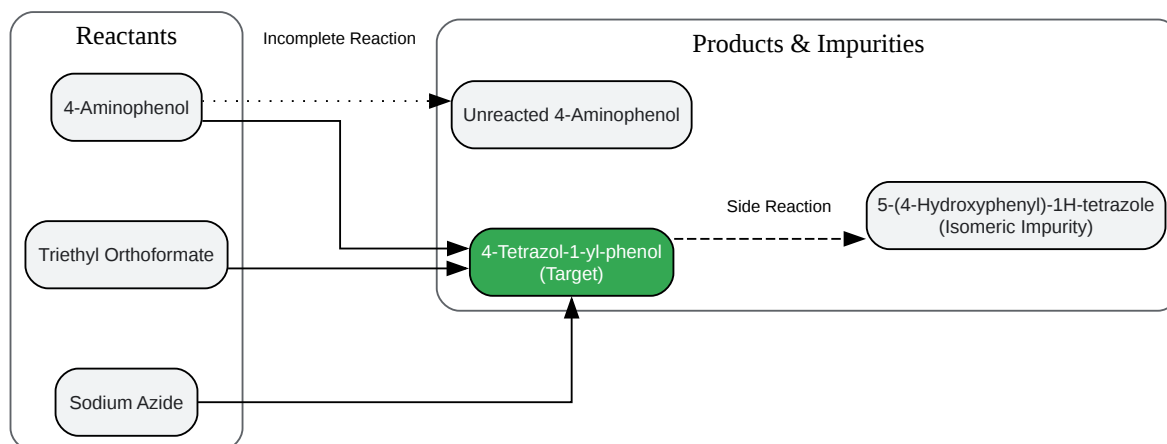 Reactants
Incomplete Reaction
Products & Impurities
4-Aminophenol
Unreacted 4-Aminophenol
Triethyl Orthoformate
4-Tetrazol-1-yl-phenol
(Target)
Side Reaction
5-(4-Hydroxyphenyl)-1H-tetrazole
(Isomeric Impurity)
Sodium Azide